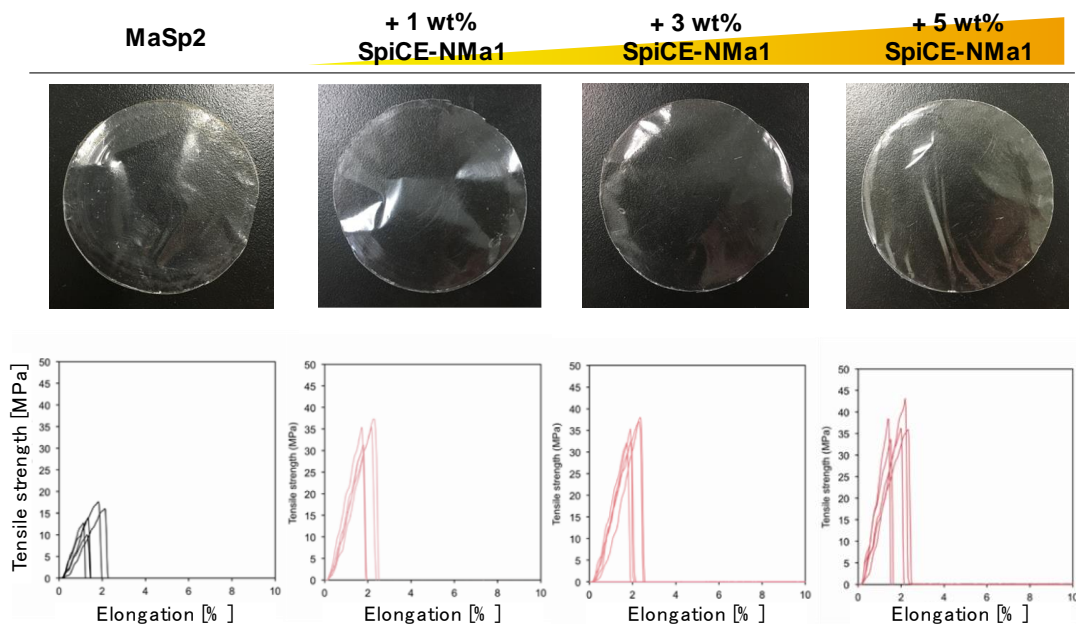 MaSp2
+ 1 wt%
SpiCE-NMa1
+ 3 wt%
SpiCE-NMa1
+ 5 wt%
SpiCE-NMa1
Tensile strength [MPa]
50
45
40
35
30
25
20
15
10
5
0
0 2 4 6 8 10
Elongation [% ]
Tensile strength (MPa)
50
45
40
35
30
25
20
15
10
5
0
0 2 4 6 8 10
Elongation [% ]
Tensile strength (MPa)
50
45
40
35
30
25
20
15
10
5
0
0 2 4 6 8 10
Elongation [% ]
Tensile strength (MPa)
50
45
40
35
30
25
20
15
10
5
0
0 2 4 6 8 10
Elongation [% ]